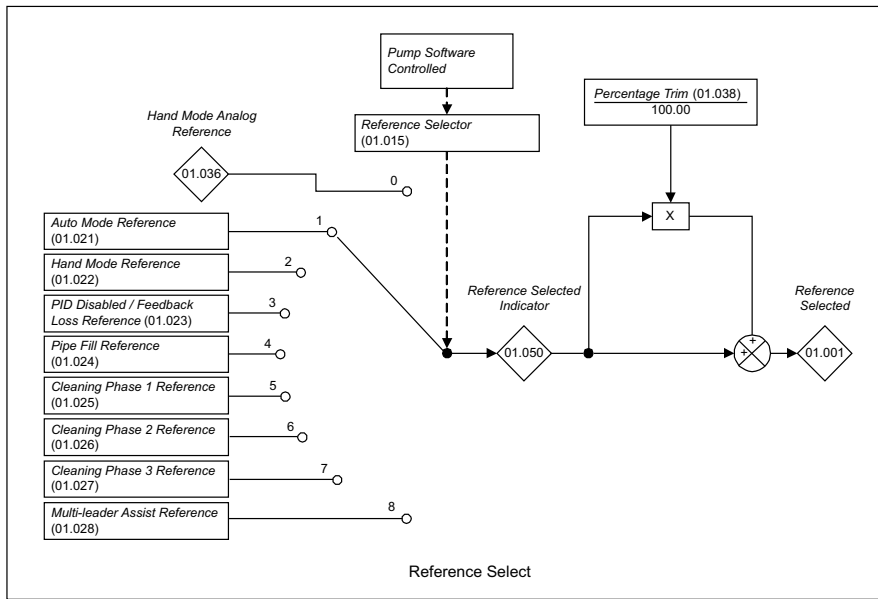 Pump Software
Controlled
Percentage Trim (01.038)
100.00
Hand Mode Analog
Reference
Reference Selector
(01.015)
01.036
0
X
Auto Mode Reference
(01.021)
1
Hand Mode Reference
(01.022)
2
PID Disabled / Feedback
Loss Reference (01.023)
3
Pipe Fill Reference
(01.024)
4
Cleaning Phase 1 Reference
(01.025)
5
Cleaning Phase 2 Reference
(01.026)
6
Cleaning Phase 3 Reference
(01.027)
7
Multi-leader Assist Reference
(01.028)
8
Reference Selected
Indicator
01.050
+
+
Reference
Selected
01.001
Reference Select